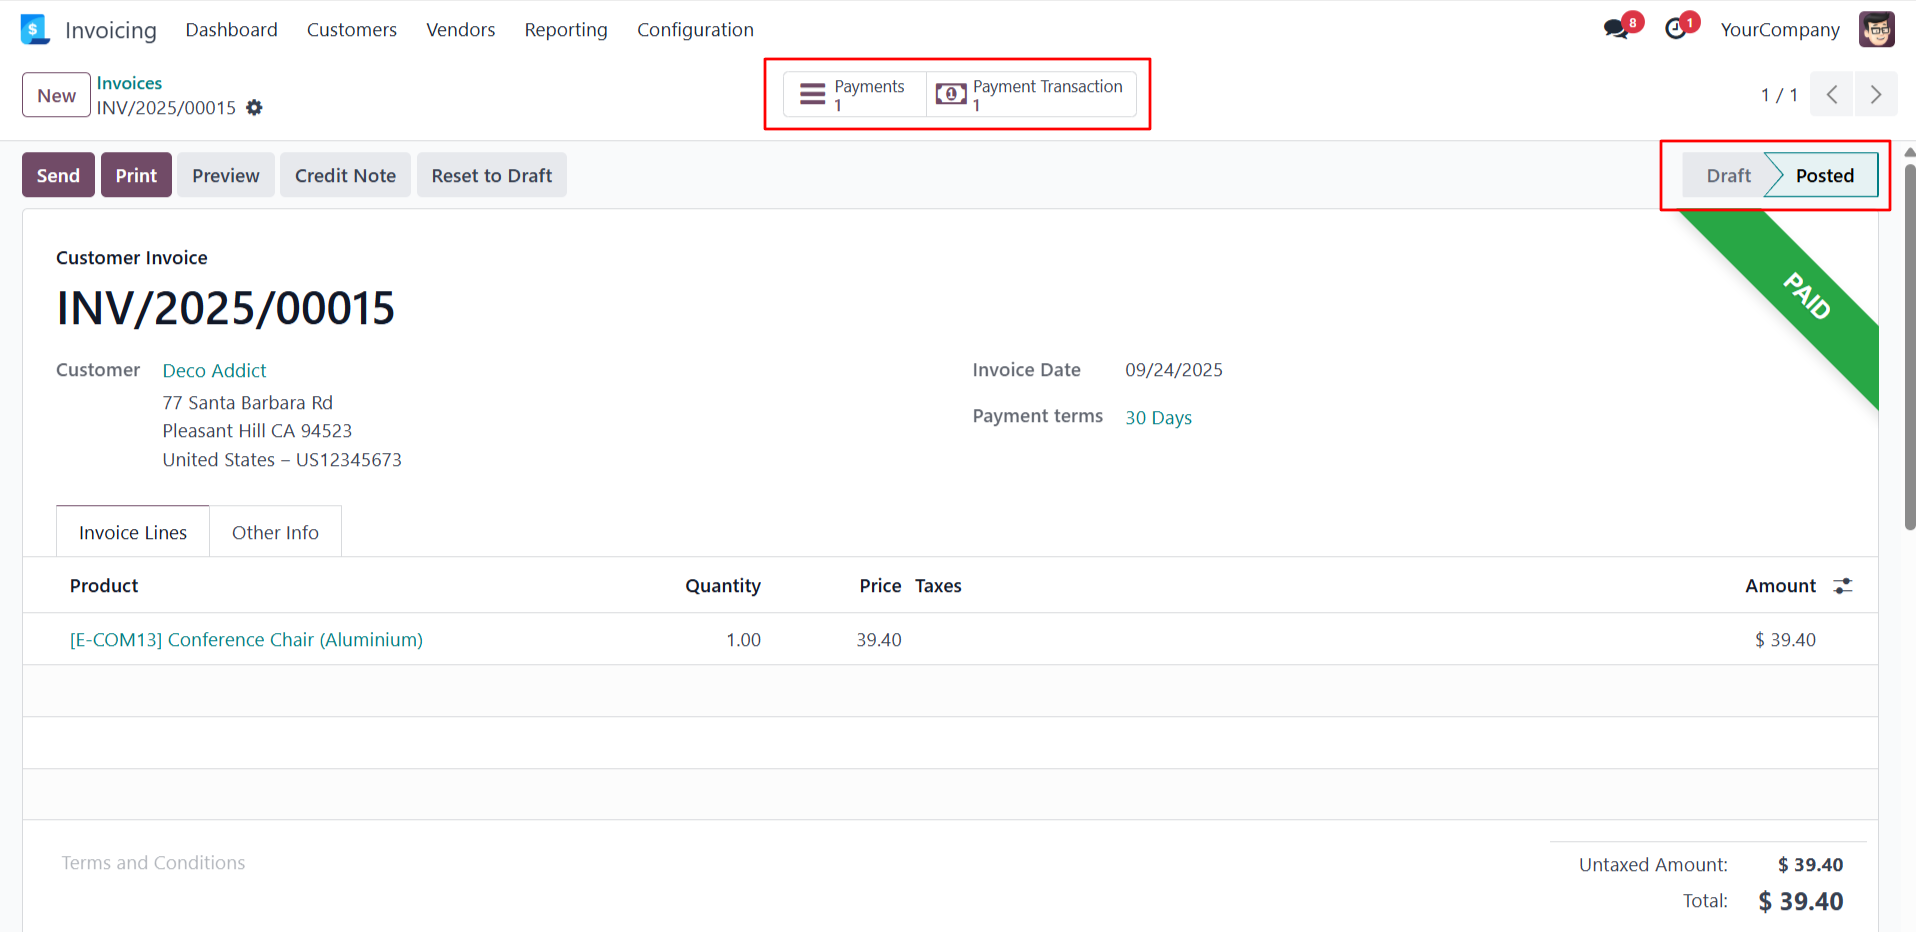 Invoicing Dashboard Customers Vendors Reporting Configuration 8 1 YourCompany
New Invoices
INV/2025/00015
Payments
1
Payment Transaction
1
1 / 1
Send Print Preview Credit Note Reset to Draft Draft Posted
PAID
Customer Invoice
INV/2025/00015
Customer Deco Addict
77 Santa Barbara Rd
Pleasant Hill CA 94523
United States – US12345673
Invoice Date 09/24/2025
Payment terms 30 Days
Invoice Lines Other Info
Product Quantity Price Taxes Amount
[E-COM13] Conference Chair (Aluminium) 1.00 39.40 $ 39.40
Terms and Conditions
Untaxed Amount: $ 39.40
Total: $ 39.40